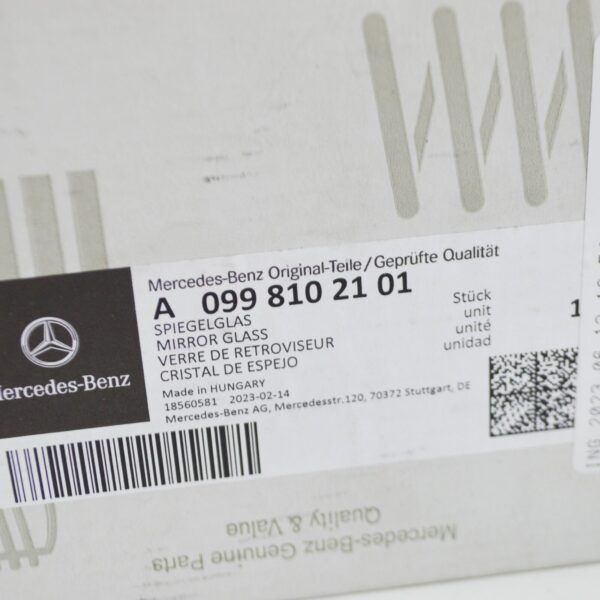 Mercedes-Benz Original-Teile/Geprüfte Qualität
A 099 810 21 01
SPIEGELGLAS
MIRROR GLASS
VERRE DE RETROVISEUR
CRISTAL DE ESPEJO
Stück
unit
unité
unidad
1
Made in HUNGARY
18560581 2023-02-14
Mercedes-Benz AG, Mercedesstr.120, 70372 Stuttgart, DE
Mercedes-Benz
Mercedes-Benz Genuine Parts
Quality & Value